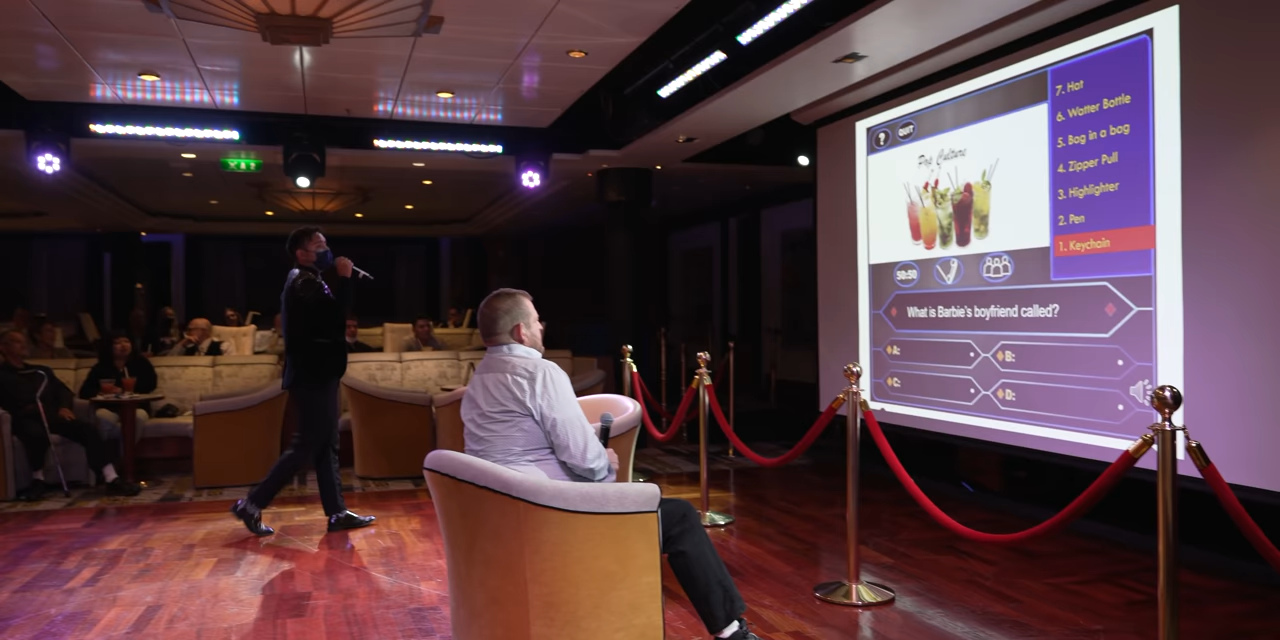 ? QUIT
Pop Culture
7. Hat
6. Watter Bottle
5. Bag in a bag
4. Zipper Pull
3. Highlighter
2. Pen
1. Keychain
50:50
What is Barbie's boyfriend called?
A: B:
C: D: